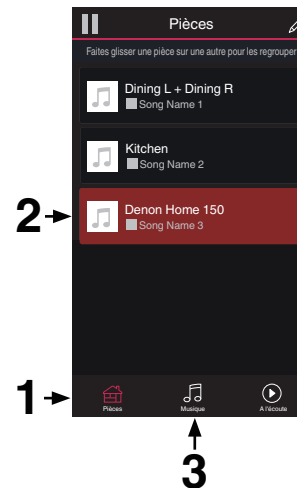 Pièces
Faites glisser une pièce sur une autre pour les regrouper
Dining L + Dining R
Song Name 1
Kitchen
Song Name 2
2
Denon Home 150
Song Name 3
1
Pièces
Musique
A l'écoute
3